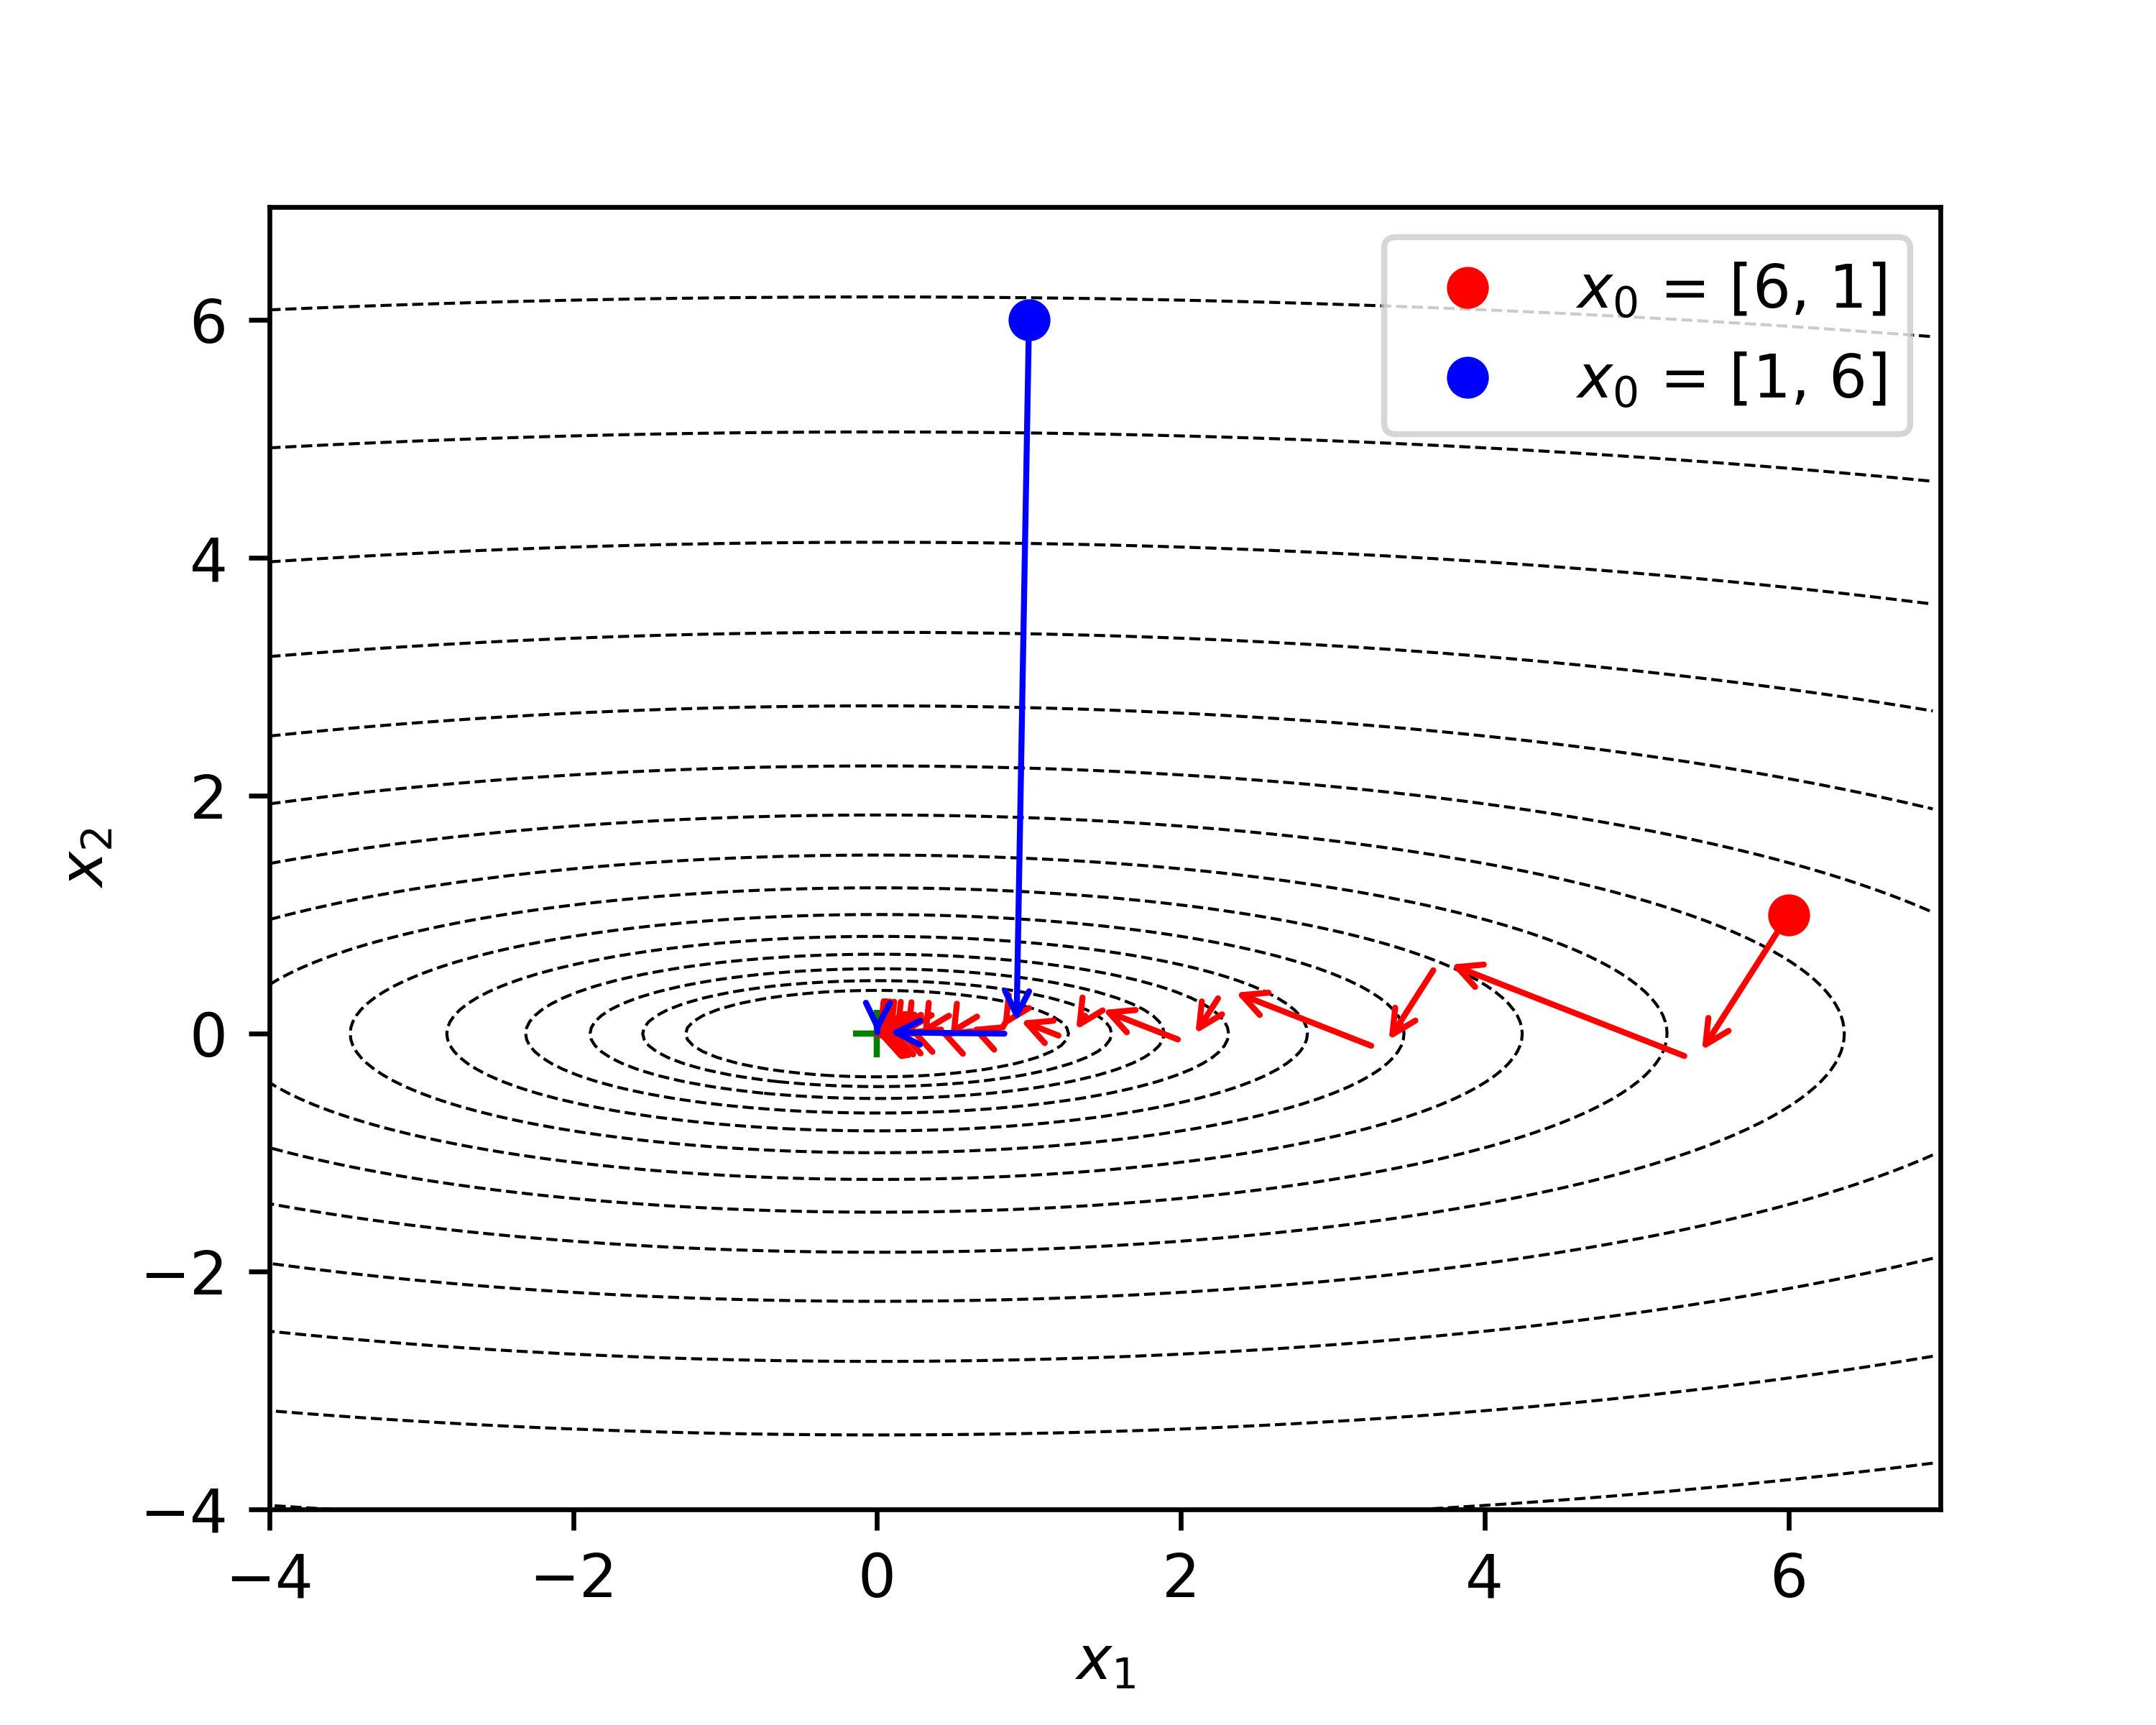 x₀ = [6, 1]
x₀ = [1, 6]
6
4
2
0
−2
−4
x₂
−4 −2 0 2 4 6
x₁